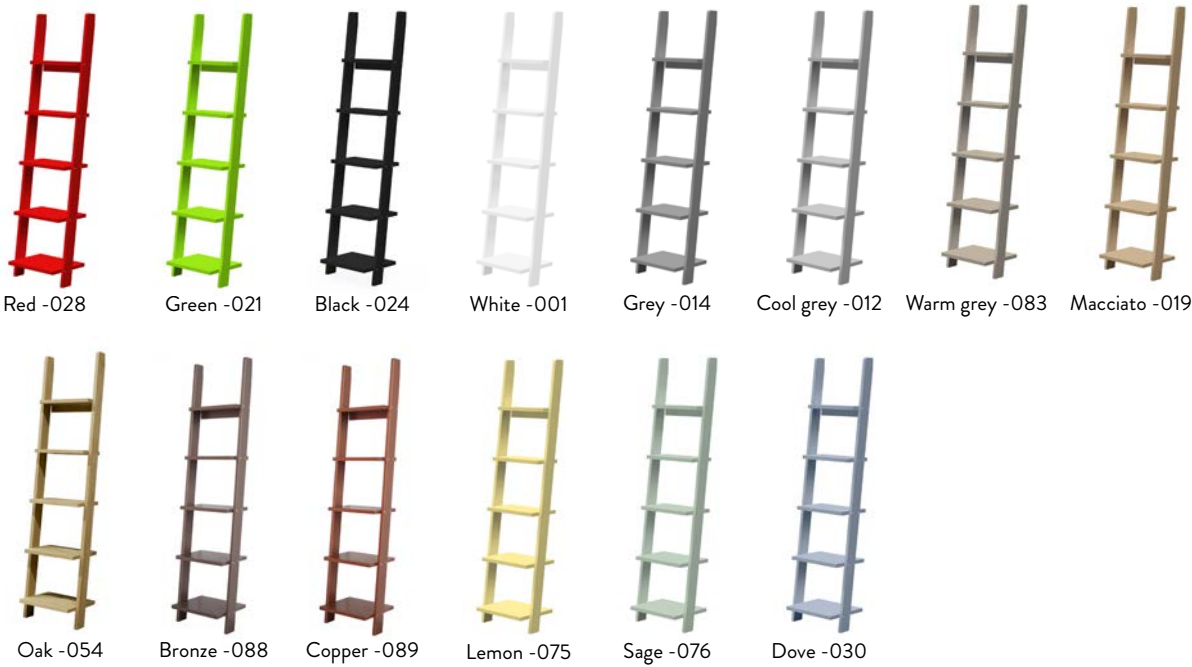 Red -028
Green -021
Black -024
White -001
Grey -014
Cool grey -012
Warm grey -083
Macciato -019
Oak -054
Bronze -088
Copper -089
Lemon -075
Sage -076
Dove -030